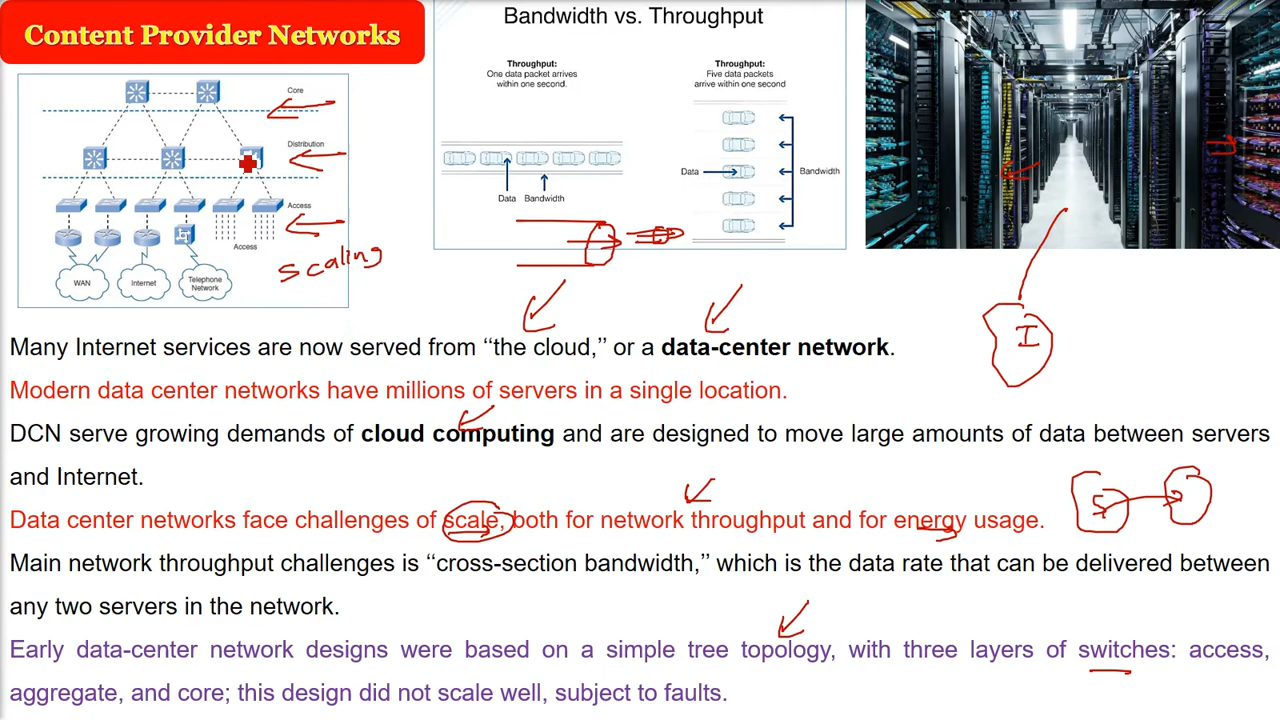 Content Provider Networks
Core
Distribution
Access
Access
WAN
Internet
Telephone
Network
scaling
Bandwidth vs. Throughput
Throughput:
One data packet arrives
within one second.
Data
Bandwidth
Throughput:
Five data packets
arrive within one second
Data
Bandwidth
I
Many Internet services are now served from ‘‘the cloud,’’ or a data-center network.
Modern data center networks have millions of servers in a single location.
DCN serve growing demands of cloud computing and are designed to move large amounts of data between servers
and Internet.
Data center networks face challenges of scale, both for network throughput and for energy usage.
S
Main network throughput challenges is ‘‘cross-section bandwidth,’’ which is the data rate that can be delivered between
any two servers in the network.
Early data-center network designs were based on a simple tree topology, with three layers of switches: access,
aggregate, and core; this design did not scale well, subject to faults.